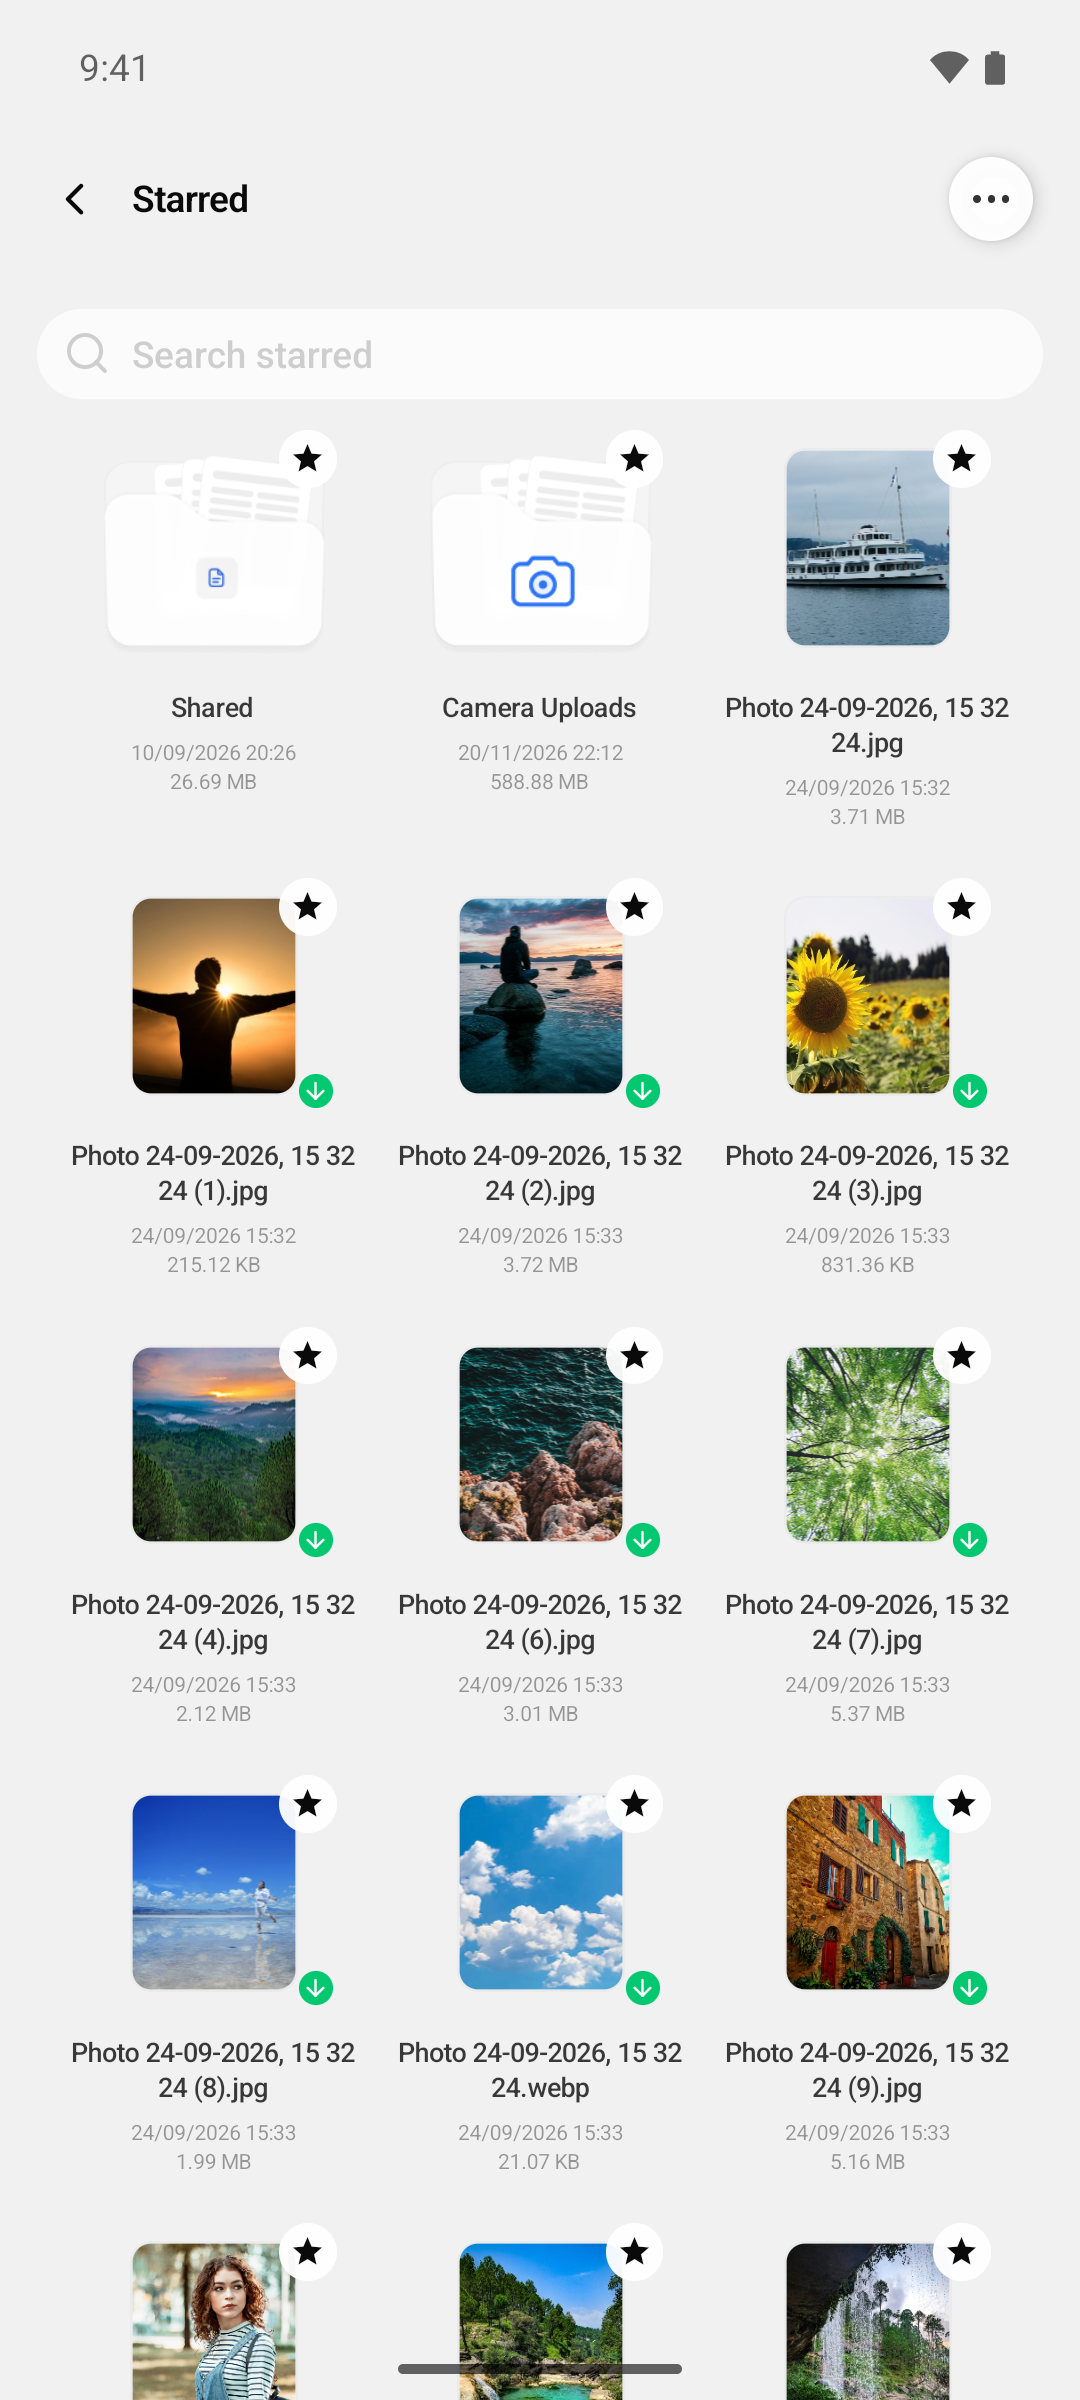 9:41
Starred
Search starred
Shared
10/09/2026 20:26
26.69 MB
Camera Uploads
20/11/2026 22:12
588.88 MB
Photo 24-09-2026, 15 32
24.jpg
24/09/2026 15:32
3.71 MB
Photo 24-09-2026, 15 32
24 (1).jpg
24/09/2026 15:32
215.12 KB
Photo 24-09-2026, 15 32
24 (2).jpg
24/09/2026 15:33
3.72 MB
Photo 24-09-2026, 15 32
24 (3).jpg
24/09/2026 15:33
831.36 KB
Photo 24-09-2026, 15 32
24 (4).jpg
24/09/2026 15:33
2.12 MB
Photo 24-09-2026, 15 32
24 (6).jpg
24/09/2026 15:33
3.01 MB
Photo 24-09-2026, 15 32
24 (7).jpg
24/09/2026 15:33
5.37 MB
Photo 24-09-2026, 15 32
24 (8).jpg
24/09/2026 15:33
1.99 MB
Photo 24-09-2026, 15 32
24.webp
24/09/2026 15:33
21.07 KB
Photo 24-09-2026, 15 32
24 (9).jpg
24/09/2026 15:33
5.16 MB